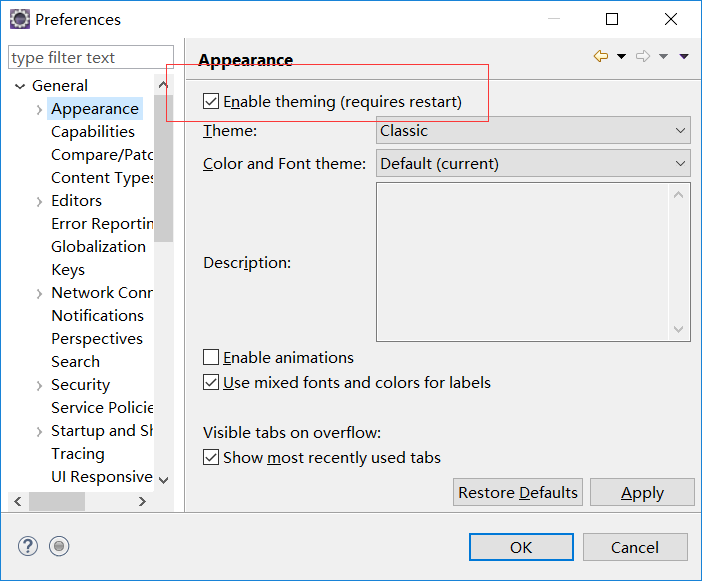 Preferences
type filter text
General
Appearance
Capabilities
Compare/Patc
Content Types
Editors
Error Reportin
Globalization
Keys
Network Conr
Notifications
Perspectives
Search
Security
Service Policie
Startup and Sh
Tracing
UI Responsive
Appearance
Enable theming (requires restart)
Theme: Classic
Color and Font theme: Default (current)
Description:
Enable animations
Use mixed fonts and colors for labels
Visible tabs on overflow:
Show most recently used tabs
Restore Defaults Apply
? OK Cancel